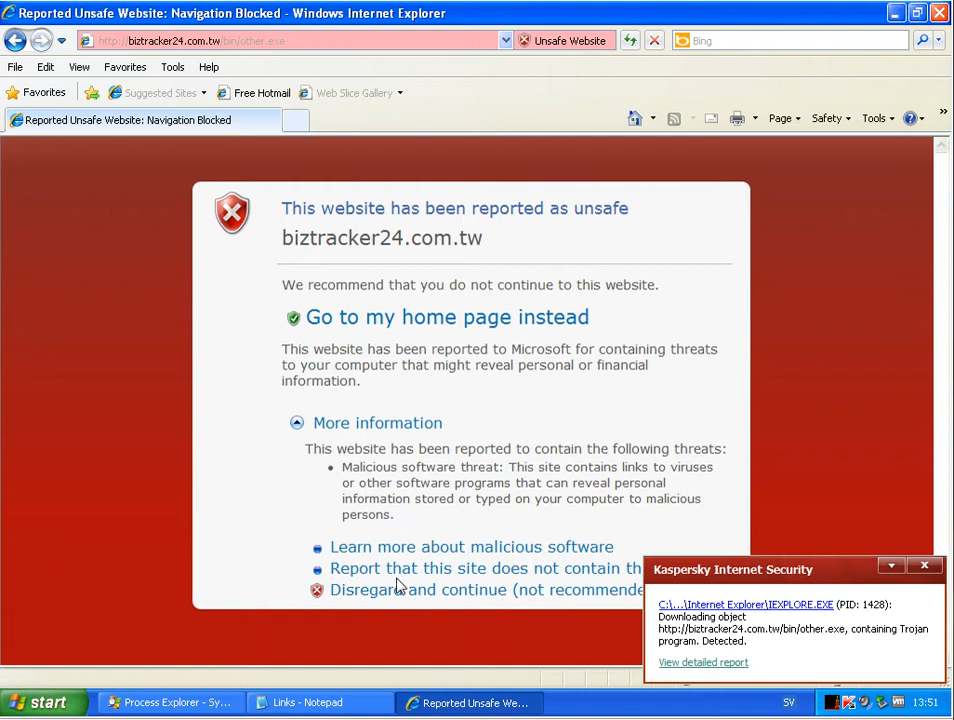 Reported Unsafe Website: Navigation Blocked - Windows Internet Explorer
http://biztracker24.com.tw/bin/other.exe
Unsafe Website
Bing
File Edit View Favorites Tools Help
Favorites Suggested Sites Free Hotmail Web Slice Gallery
Reported Unsafe Website: Navigation Blocked
Page Safety Tools
This website has been reported as unsafe
biztracker24.com.tw
We recommend that you do not continue to this website.
Go to my home page instead
This website has been reported to Microsoft for containing threats
to your computer that might reveal personal or financial
information.
More information
This website has been reported to contain the following threats:
Malicious software threat: This site contains links to viruses
or other software programs that can reveal personal
information stored or typed on your computer to malicious
persons.
Learn more about malicious software
Report that this site does not contain th
Disregard and continue (not recommende
Kaspersky Internet Security
C:\...\Internet Explorer\IEXPLORE.EXE (PID: 1428):
Downloading object
http://biztracker24.com.tw/bin/other.exe, containing Trojan
program. Detected.
View detailed report
start
Process Explorer - Sy...
Links - Notepad
Reported Unsafe We...
SV
13:51